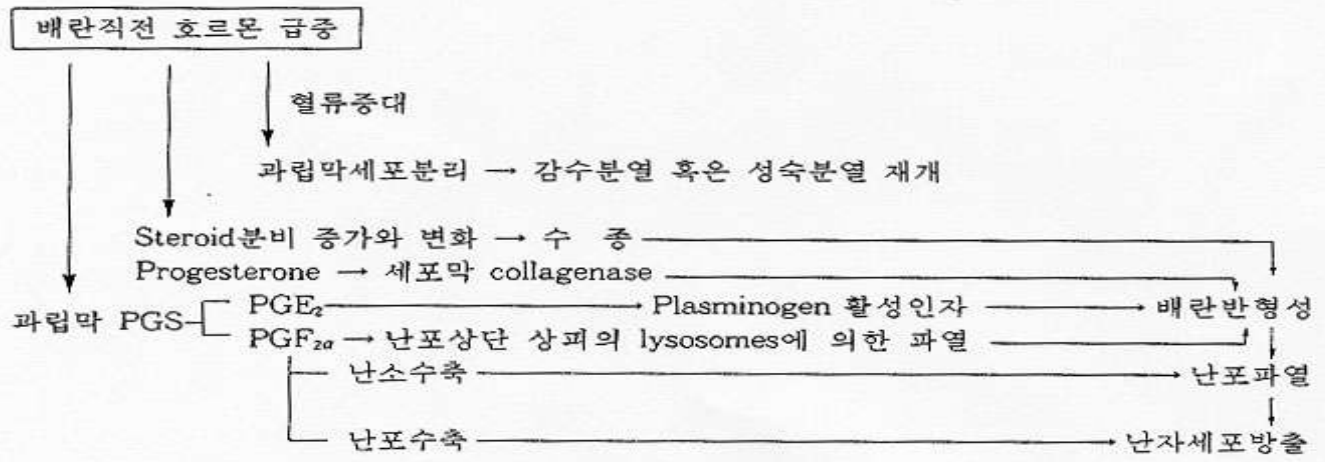 배란직전 호르몬 급증
혈류증대
과립막세포분리 → 감수분열 혹은 성숙분열 재개
Steroid분비 증가와 변화 → 수 종
Progesterone → 세포막 collagenase
과립막 PGS
PGE₂ → Plasminogen 활성인자 → 배란반형성
PGF₂α → 난포상단 상피의 lysosomes에 의한 파열
난소수축 → 난포파열
난포수축 → 난자세포방출